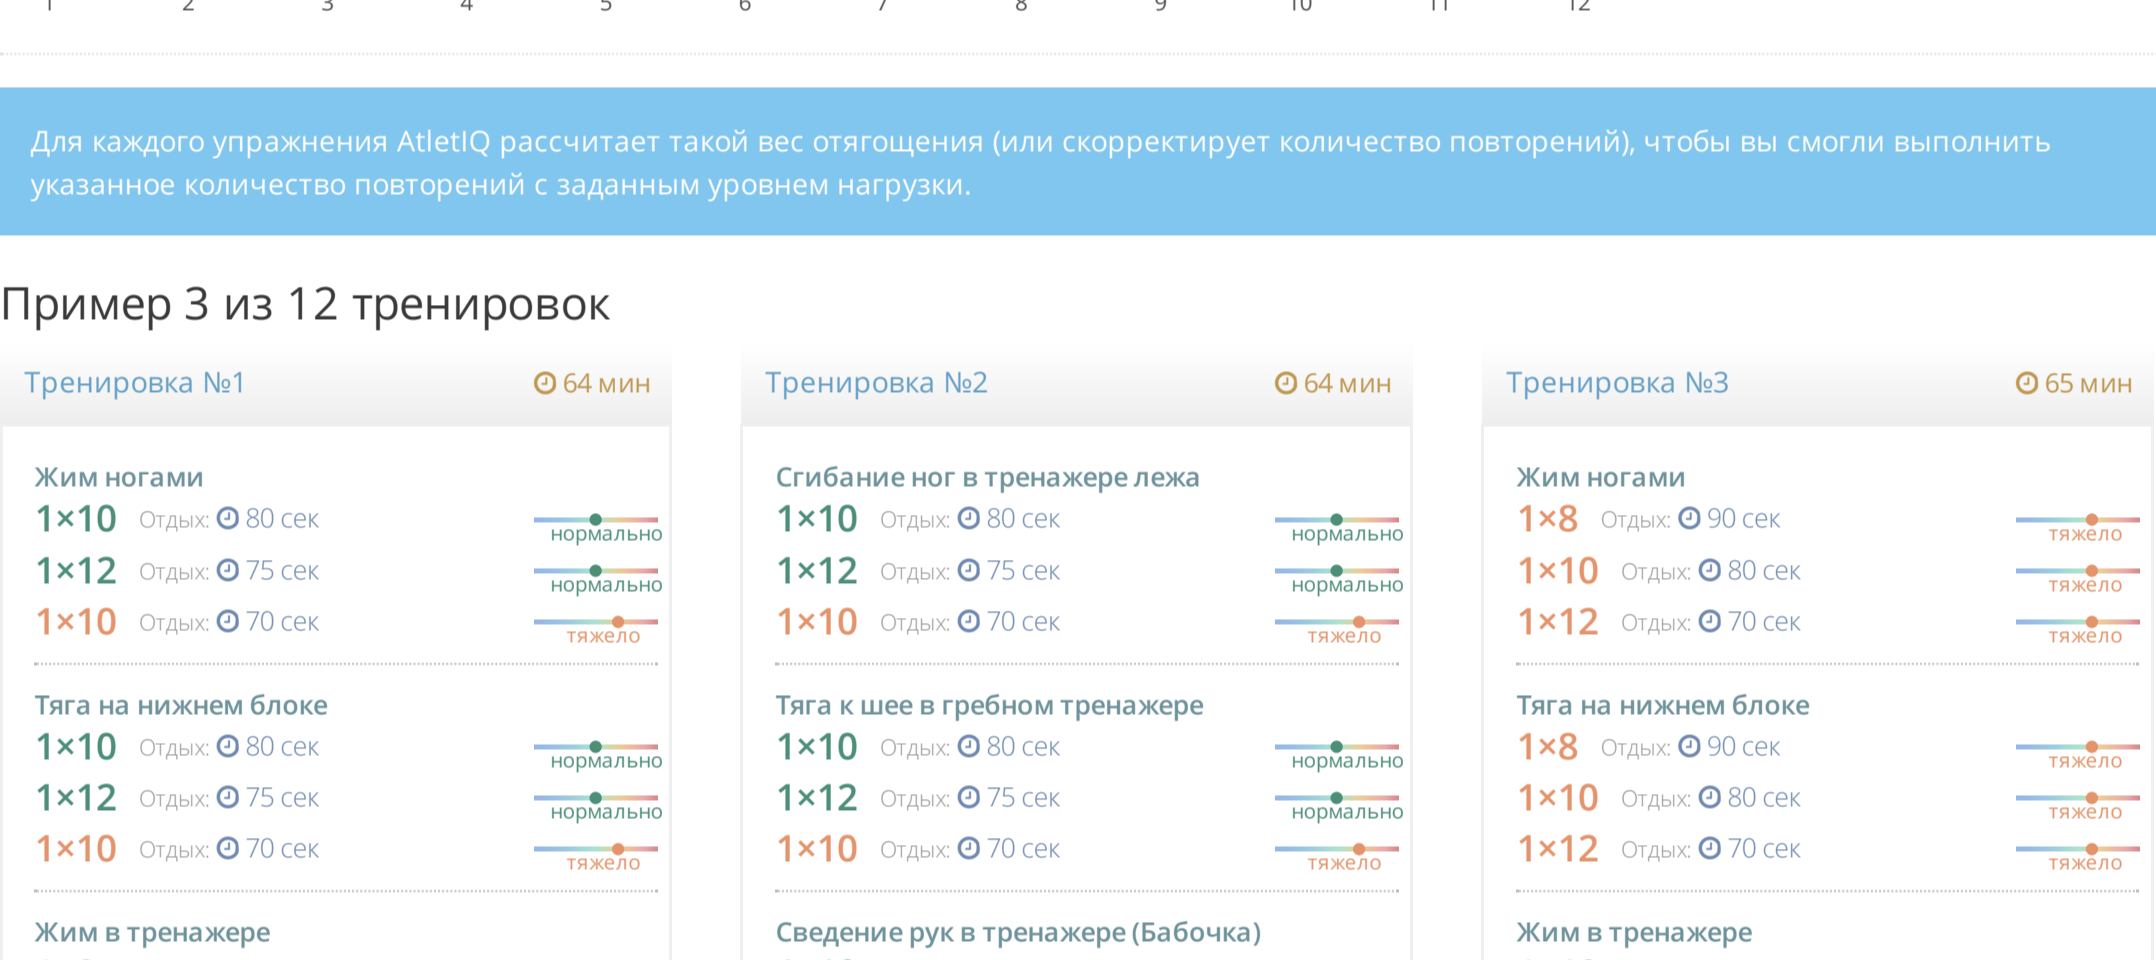 1 2 3 4 5 6 7 8 9 10 11 12
Для каждого упражнения AtletIQ рассчитает такой вес отягощения (или скорректирует количество повторений), чтобы вы смогли выполнить
указанное количество повторений с заданным уровнем нагрузки.
Пример 3 из 12 тренировок
Тренировка №1 64 мин
Жим ногами
1×10 Отдых: 80 сек нормально
1×12 Отдых: 75 сек нормально
1×10 Отдых: 70 сек тяжело
Тяга на нижнем блоке
1×10 Отдых: 80 сек нормально
1×12 Отдых: 75 сек нормально
1×10 Отдых: 70 сек тяжело
Жим в тренажере
Тренировка №2 64 мин
Сгибание ног в тренажере лежа
1×10 Отдых: 80 сек нормально
1×12 Отдых: 75 сек нормально
1×10 Отдых: 70 сек тяжело
Тяга к шее в гребном тренажере
1×10 Отдых: 80 сек нормально
1×12 Отдых: 75 сек нормально
1×10 Отдых: 70 сек тяжело
Сведение рук в тренажере (Бабочка)
Тренировка №3 65 мин
Жим ногами
1×8 Отдых: 90 сек тяжело
1×10 Отдых: 80 сек тяжело
1×12 Отдых: 70 сек тяжело
Тяга на нижнем блоке
1×8 Отдых: 90 сек тяжело
1×10 Отдых: 80 сек тяжело
1×12 Отдых: 70 сек тяжело
Жим в тренажере